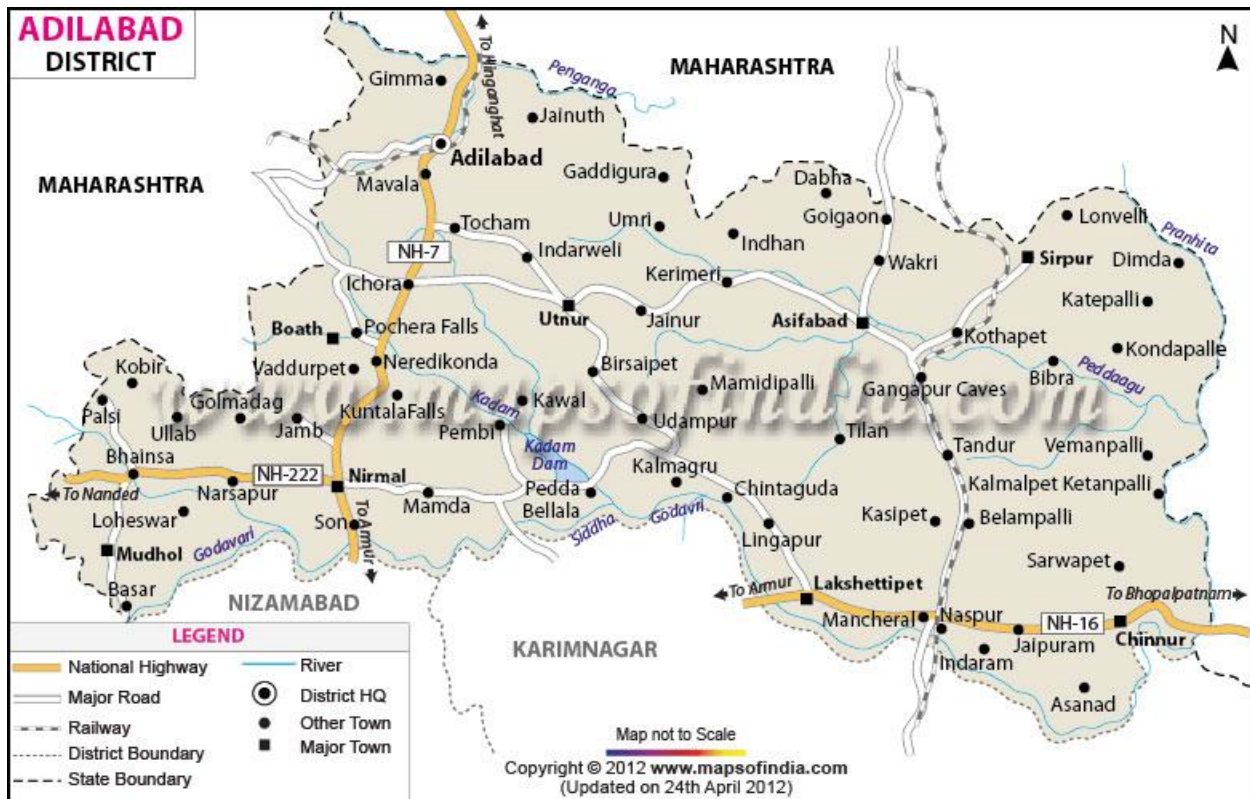 ADILABAD
DISTRICT
N
MAHARASHTRA
MAHARASHTRA
To Hinganghat
Penganga
Gimma
Jainuth
Adilabad
Mavala
Gaddigura
Dabha
Goigaon
Lonvelli
Pranhita
Tocham
Umri
Indhan
NH-7
Indarweli
Wakri
Sirpur
Dimda
Ichora
Kerimeri
Katepalli
Utnur
Jainur
Asifabad
Boath
Pochera Falls
Kothapet
Kondapalle
Vaddurpet
Neredikonda
Birsaipet
Mamidipalli
Gangapur Caves
Bibra
Peddaagu
www.mapsofindia.com
Kobir
Palsi
Golmadag
Ullab
Jamb
KuntalaFalls
Kadam
Kawal
Pembi
Udampur
Tilan
Kadam
Dam
Tandur
Vemanpalli
Bhainsa
NH-222
Nirmal
Kalmagru
Kalmalpet Ketanpalli
To Nanded
Narsapur
Mamda
Pedda
Bellala
Chintaguda
Loheswar
Son
To Armur
Siddha
Godavri
Kasipet
Belampalli
Mudhol
Godavari
Lingapur
Sarwapet
Basar
NIZAMABAD
To Armur
Lakshettipet
To Bhopalpatnam
Mancheral
Naspur
NH-16
Chinnur
KARIMNAGAR
Jaipuram
Indaram
Asanad
LEGEND
National Highway
River
Major Road
District HQ
Railway
Other Town
District Boundary
Major Town
State Boundary
Map not to Scale
Copyright © 2012 www.mapsofindia.com
(Updated on 24th April 2012)